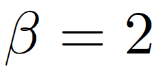 β = 2